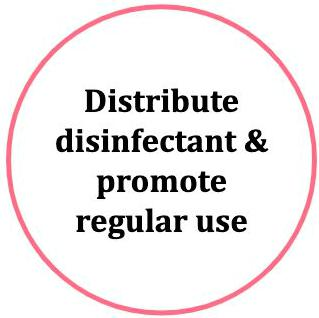 Distribute
disinfectant &
promote
regular use